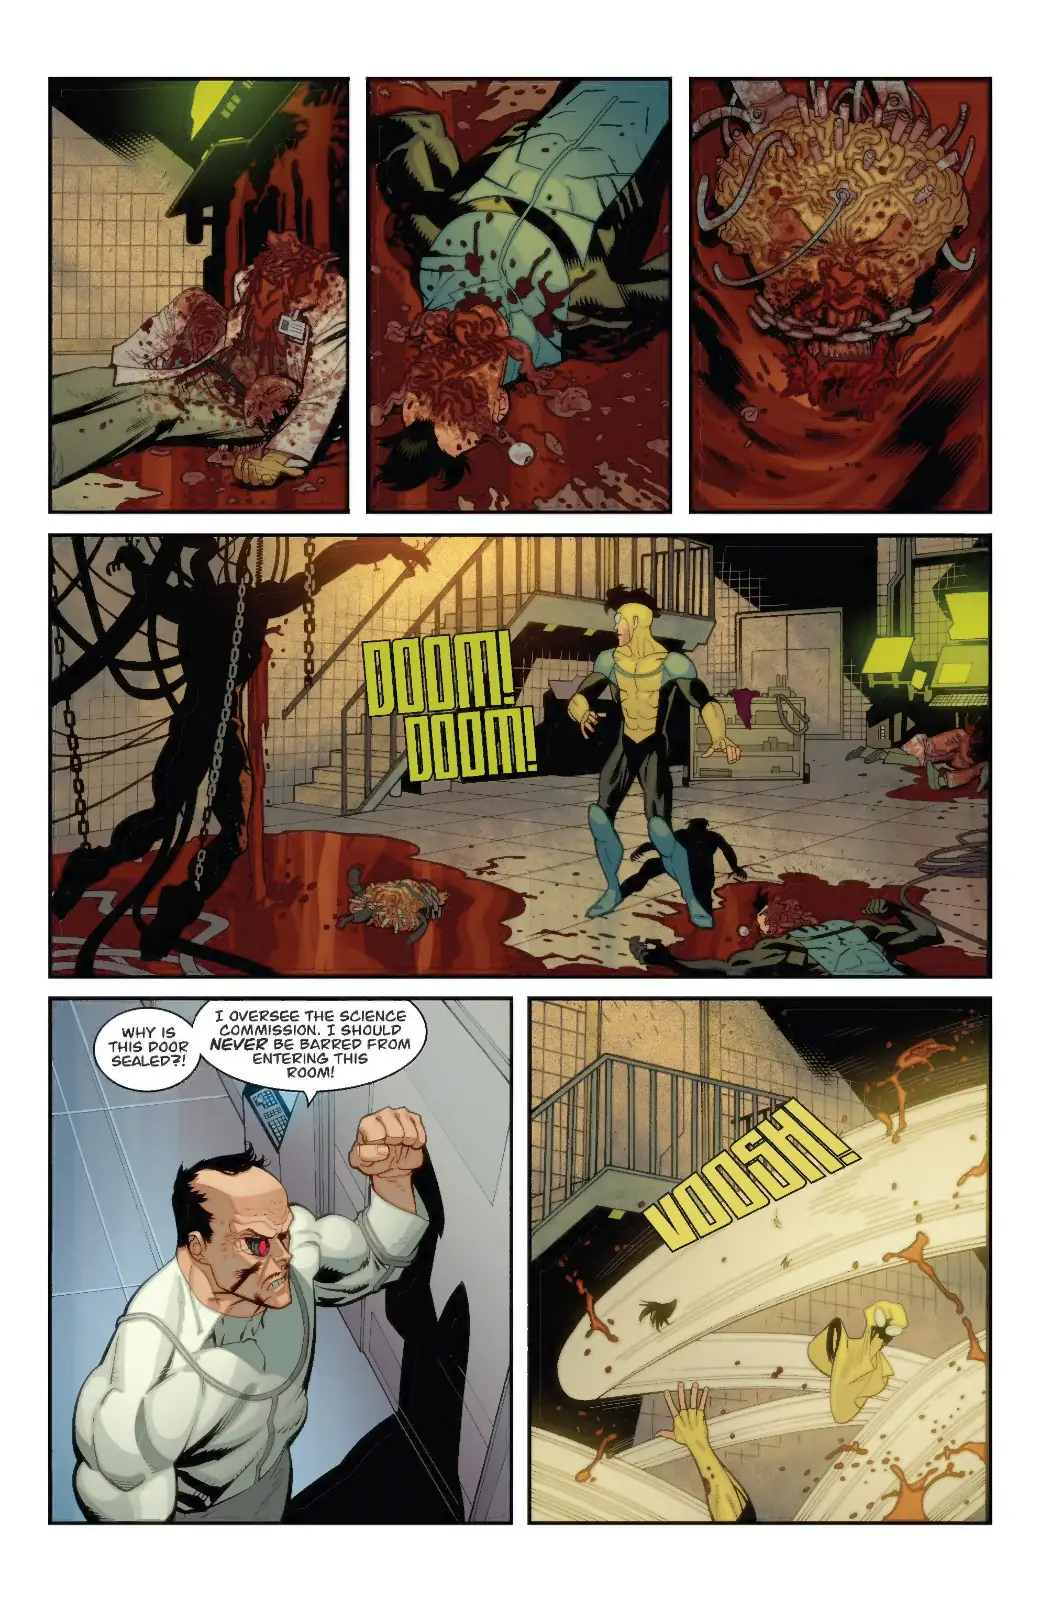 DOOM!
DOOM!
WHY IS
THIS DOOR
SEALED?!
I OVERSEE THE SCIENCE
COMMISSION. I SHOULD
NEVER BE BARRED FROM
ENTERING THIS
ROOM!
VOOSH!